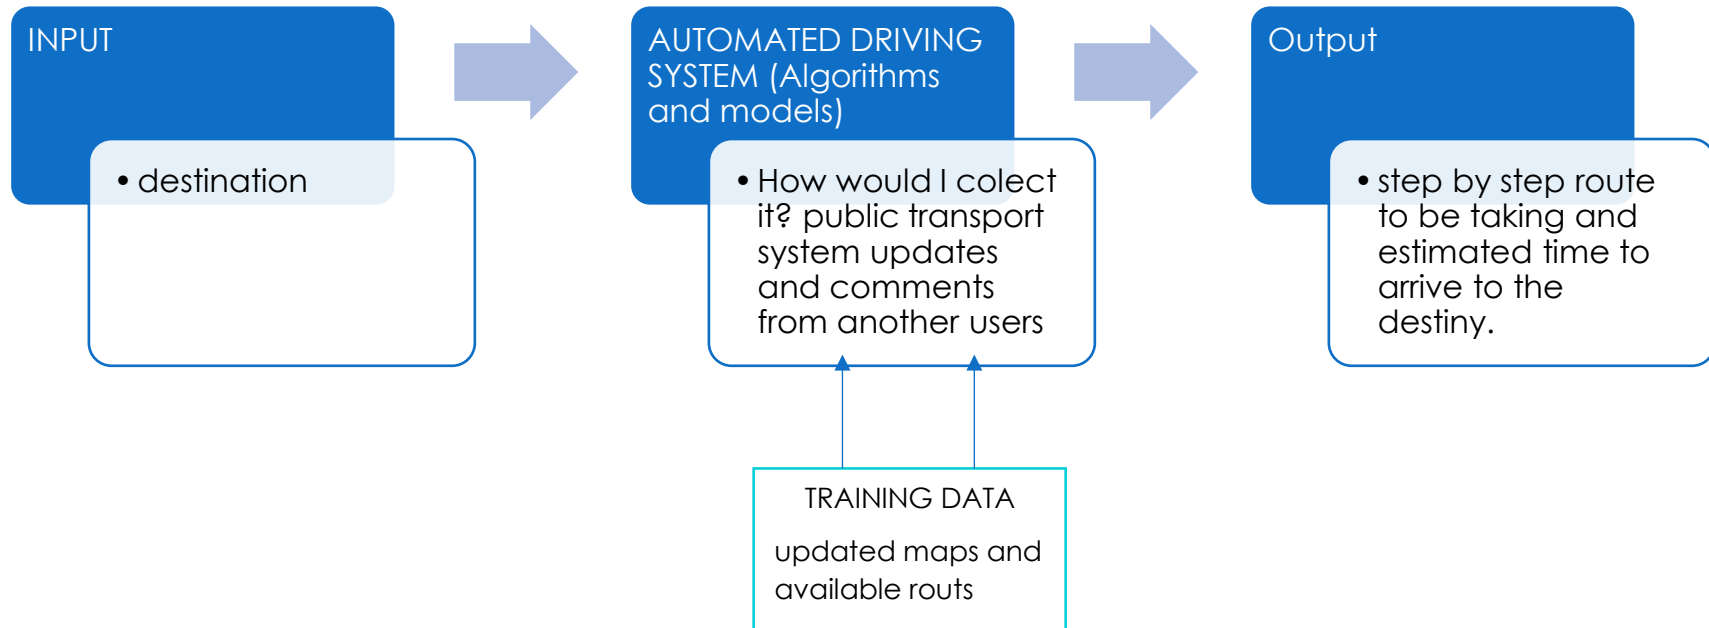 INPUT
• destination
AUTOMATED DRIVING
SYSTEM (Algorithms
and models)
• How would I colect
it? public transport
system updates
and comments
from another users
Output
• step by step route
to be taking and
estimated time to
arrive to the
destiny.
TRAINING DATA
updated maps and
available routs